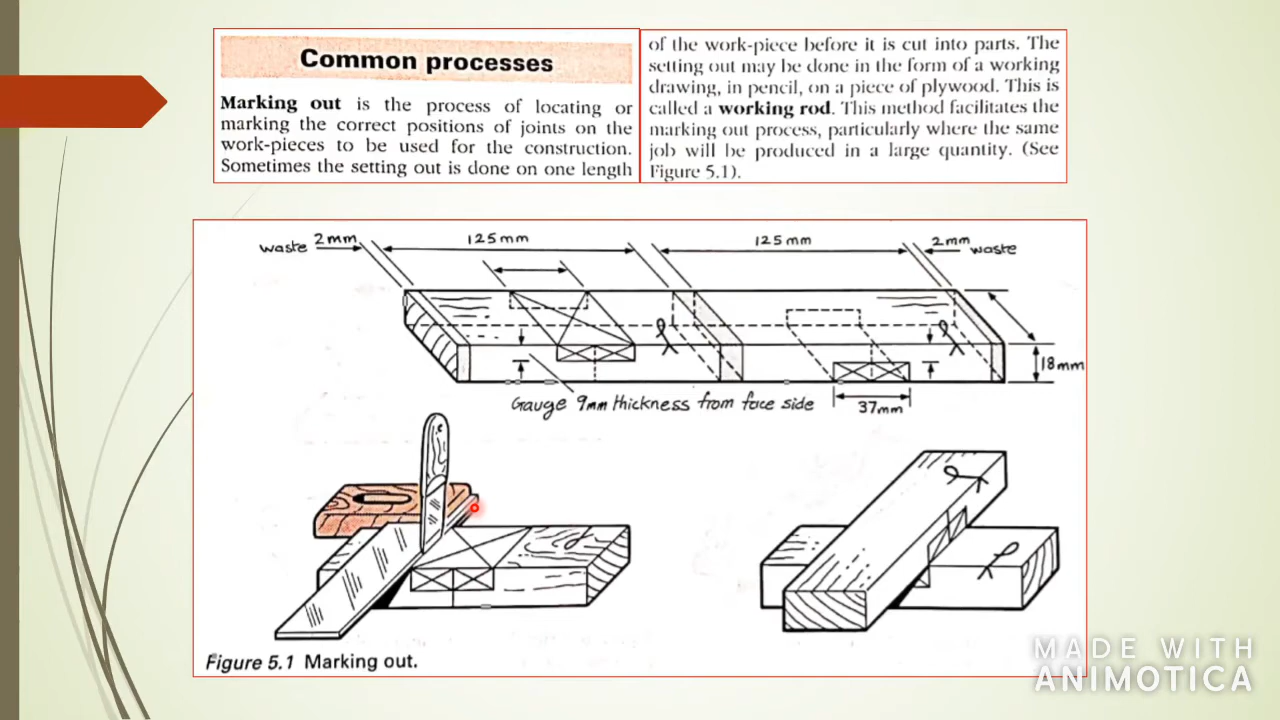 Common processes
Marking out is the process of locating or
marking the correct positions of joints on the
work-pieces to be used for the construction.
Sometimes the setting out is done on one length
of the work-piece before it is cut into parts. The
setting out may be done in the form of a working
drawing, in pencil, on a piece of plywood. This is
called a working rod. This method facilitates the
marking out process, particularly where the same
job will be produced in a large quantity. (See
Figure 5.1).
waste 2mm 125mm 125mm 2mm waste
18mm
Gauge 9mm thickness from face side
37mm
Figure 5.1 Marking out.
MADE WITH
ANIMOTICA